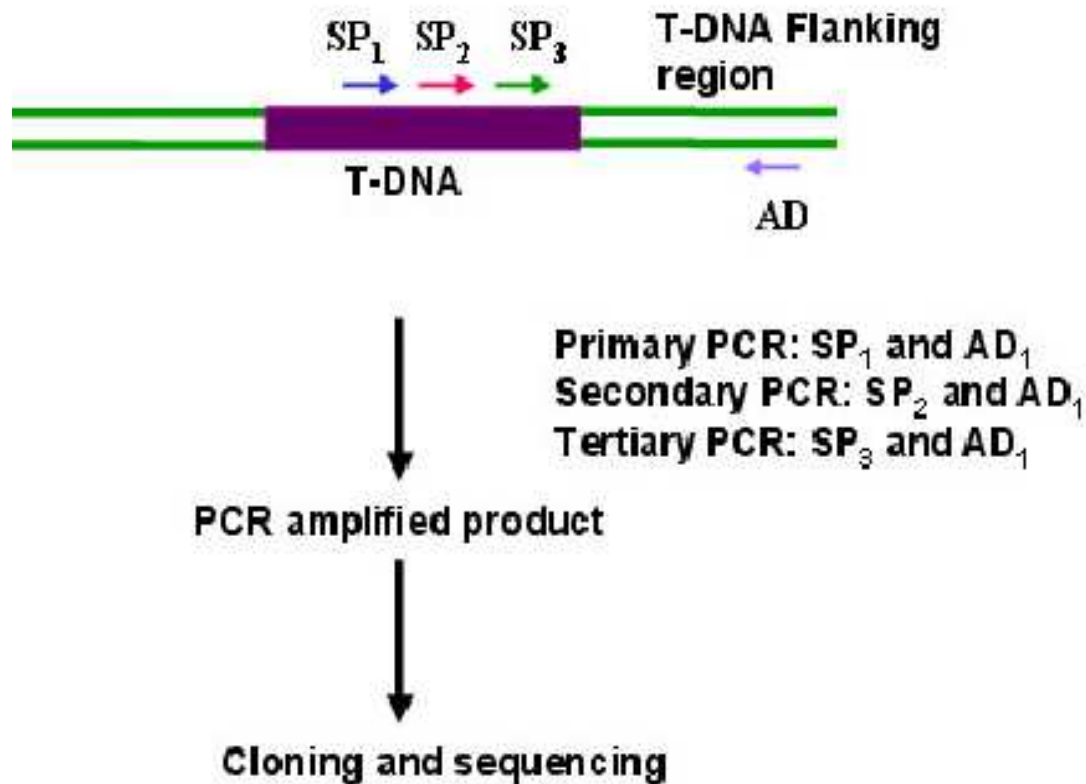 SP₁ SP₂ SP₃
T-DNA Flanking
region
T-DNA
AD
Primary PCR: SP₁ and AD₁
Secondary PCR: SP₂ and AD₁
Tertiary PCR: SP₃ and AD₁
PCR amplified product
Cloning and sequencing